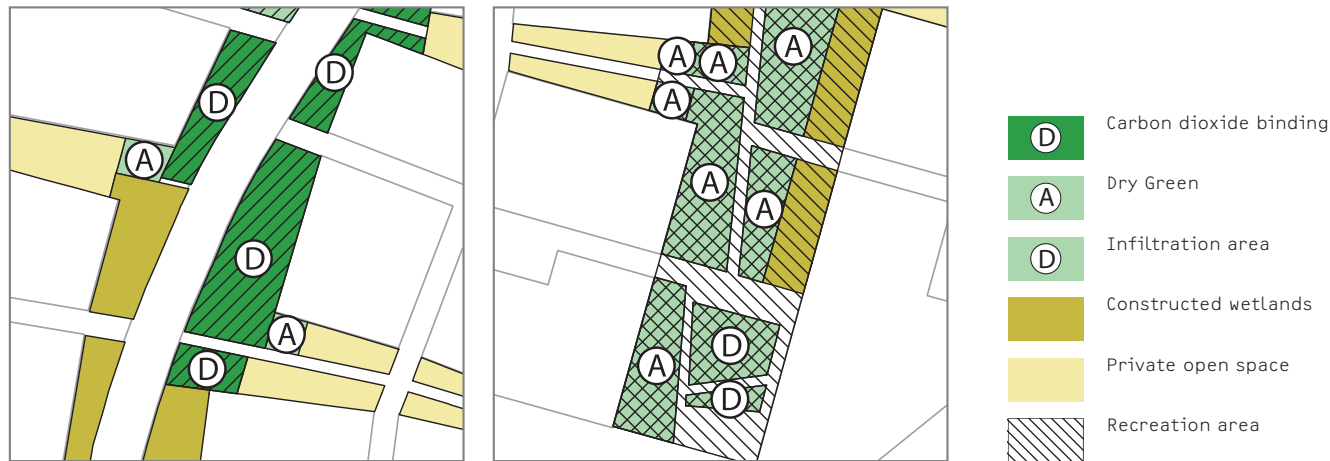 D
D
A
D
A
D
A
A
A
A
A
A
A
D
D
D Carbon dioxide binding
A Dry Green
D Infiltration area
Constructed wetlands
Private open space
Recreation area